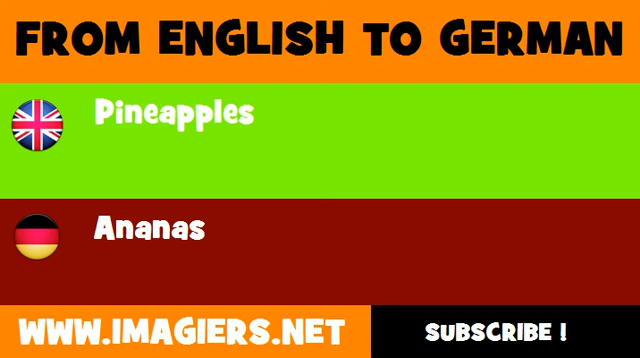 FROM ENGLISH TO GERMAN
Pineapples
Ananas
WWW.IMAGIERS.NET
SUBSCRIBE !